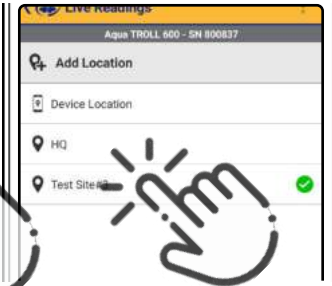 Live Readings
Aqua TROLL 600 - SN 800837
Add Location
Device Location
HQ
Test Site